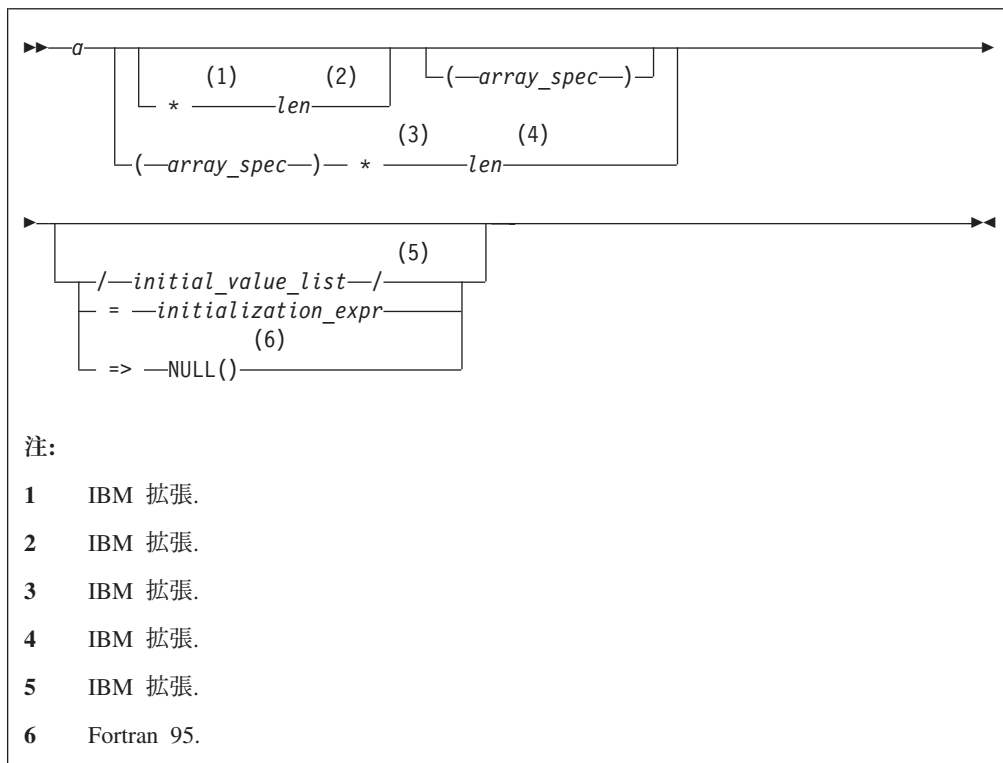 a
(1) (2)
* len
( array_spec )
(3) (4)
( array_spec ) * len
(5)
/ initial_value_list /
= initialization_expr
(6)
=> NULL()
注:
1 IBM 拡張.
2 IBM 拡張.
3 IBM 拡張.
4 IBM 拡張.
5 IBM 拡張.
6 Fortran 95.